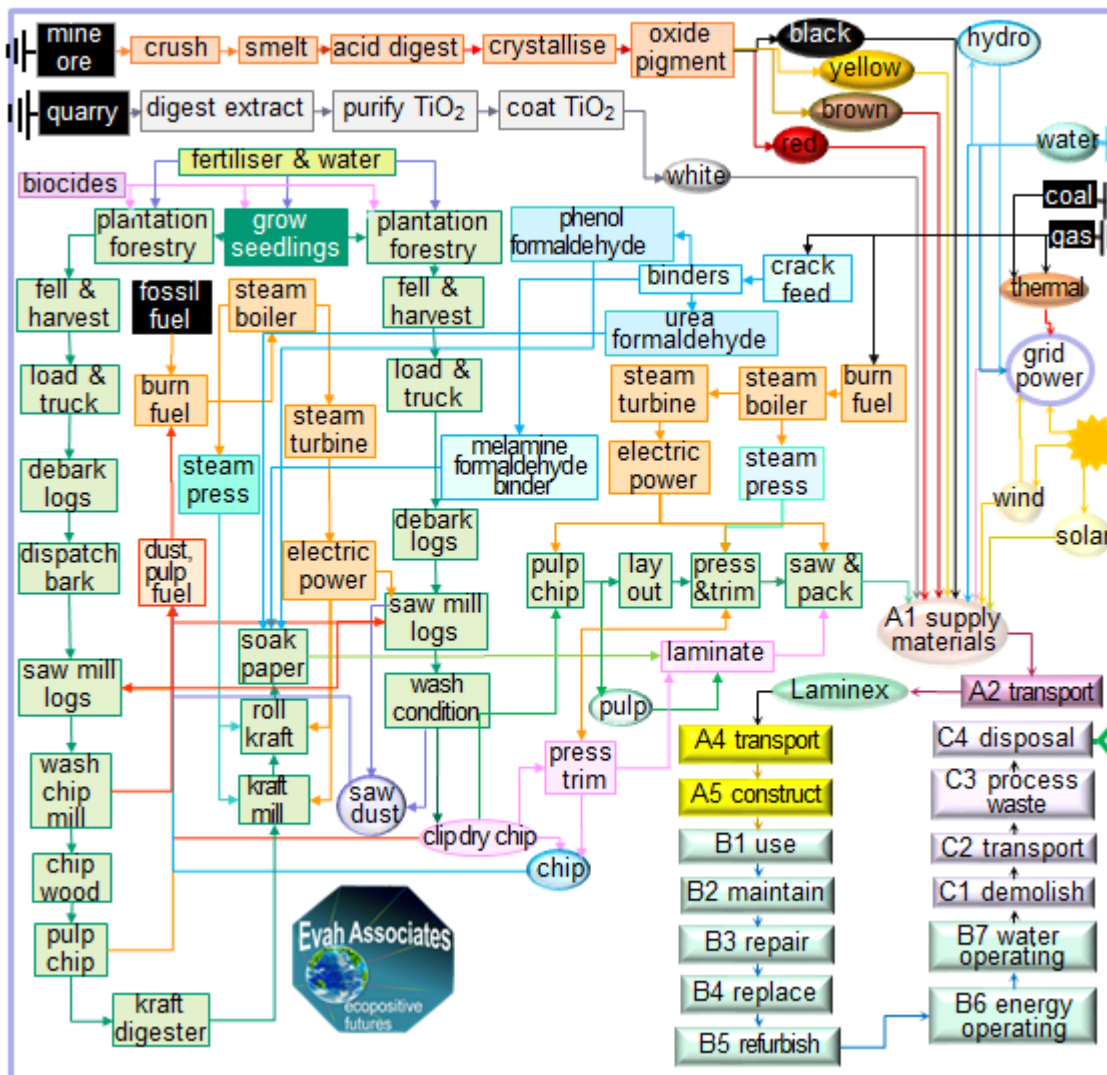 mine
ore
crush
smelt
acid digest
crystallise
oxide
pigment
black
yellow
brown
red
hydro
quarry
digest extract
purify TiO2
coat TiO2
white
water
fertiliser & water
biocides
plantation
forestry
grow
seedlings
plantation
forestry
phenol
formaldehyde
binders
crack
feed
coal
gas
thermal
fell &
harvest
fossil
fuel
steam
boiler
fell &
harvest
urea
formaldehyde
grid
power
load &
truck
burn
fuel
steam
turbine
load &
truck
steam
turbine
steam
boiler
burn
fuel
debark
logs
steam
press
melamine
formaldehyde
binder
electric
power
steam
press
wind
solar
dispatch
bark
dust,
pulp
fuel
electric
power
debark
logs
pulp
chip
lay
out
press
&trim
saw &
pack
saw mill
logs
soak
paper
saw mill
logs
laminate
A1 supply
materials
wash
condition
pulp
Laminex
A2 transport
roll
kraft
wash
chip
mill
kraft
mill
saw
dust
press
trim
clip dry chip
chip
A4 transport
C4 disposal
A5 construct
C3 process
waste
B1 use
C2 transport
B2 maintain
C1 demolish
chip
wood
pulp
chip
kraft
digester
Evah Associates
ecopositive
futures
B3 repair
B7 water
operating
B4 replace
B6 energy
operating
B5 refurbish